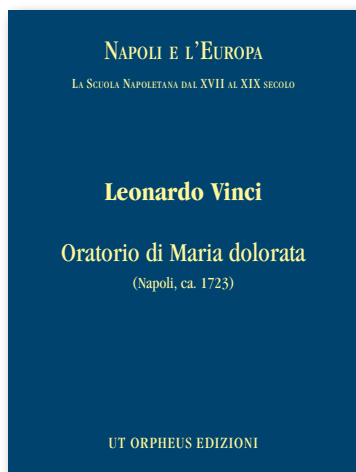 Napoli e l'Europa
La Scuola Napoletana dal XVII al XIX secolo
Leonardo Vinci
Oratorio di Maria dolorata
(Napoli, ca. 1723)
UT ORPHEUS EDIZIONI